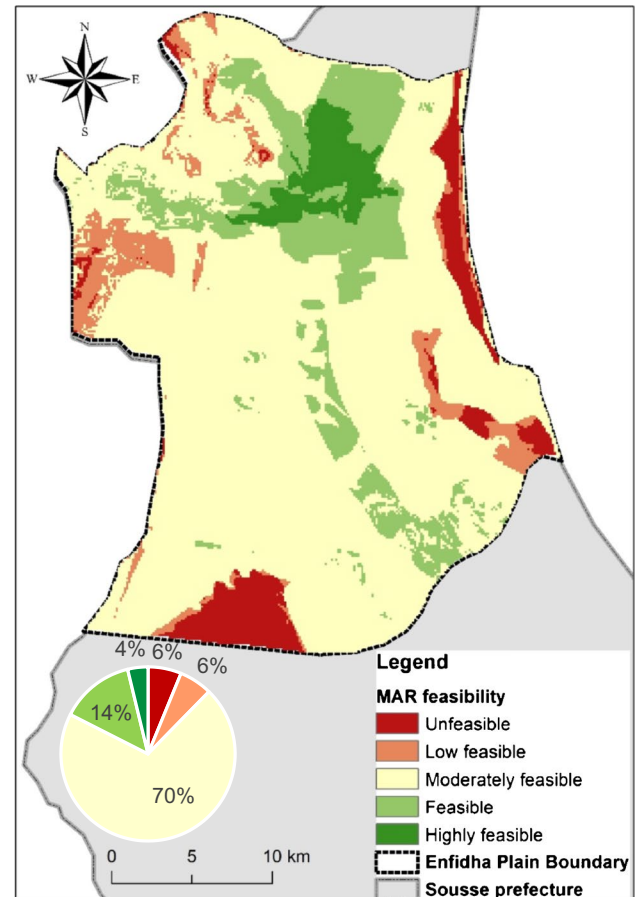 N
W E
S
4% 6%
6%
14%
70%
0 5 10 km
Legend
MAR feasibility
Unfeasible
Low feasible
Moderately feasible
Feasible
Highly feasible
Enfidha Plain Boundary
Sousse prefecture